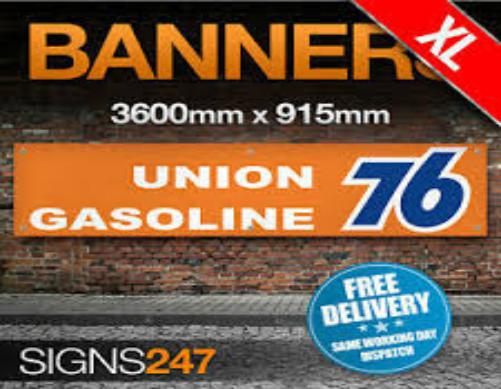 BANNERS
XL
3600mm x 915mm
UNION
GASOLINE
76
FREE
DELIVERY
SAME WORKING DAY
DISPATCH
SIGNS247